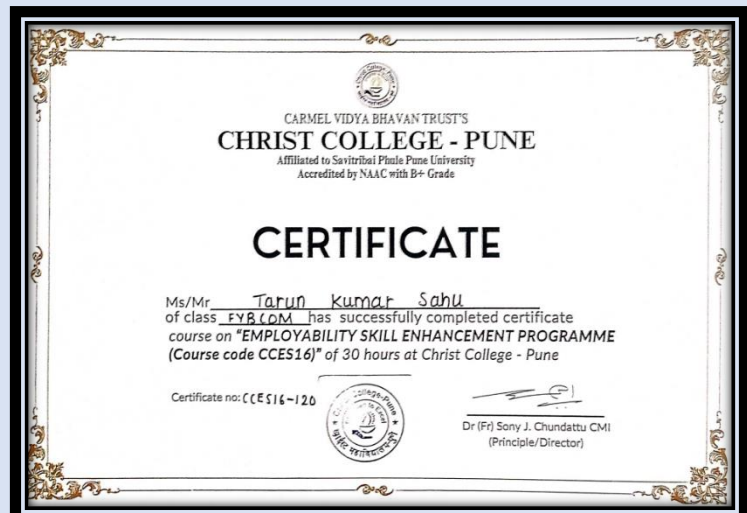 CARMEL VIDYA BHAVAN TRUST'S
CHRIST COLLEGE - PUNE
Affiliated to Savitribai Phule Pune University
Accredited by NAAC with B+ Grade
CERTIFICATE
Ms/Mr Tarun Kumar Sahu
of class FYBCOM has successfully completed certificate
course on "EMPLOYABILITY SKILL ENHANCEMENT PROGRAMME
(Course code CCES16)" of 30 hours at Christ College - Pune
Certificate no: CCES16-120
Dr (Fr) Sony J. Chundattu CMI
(Principle/Director)